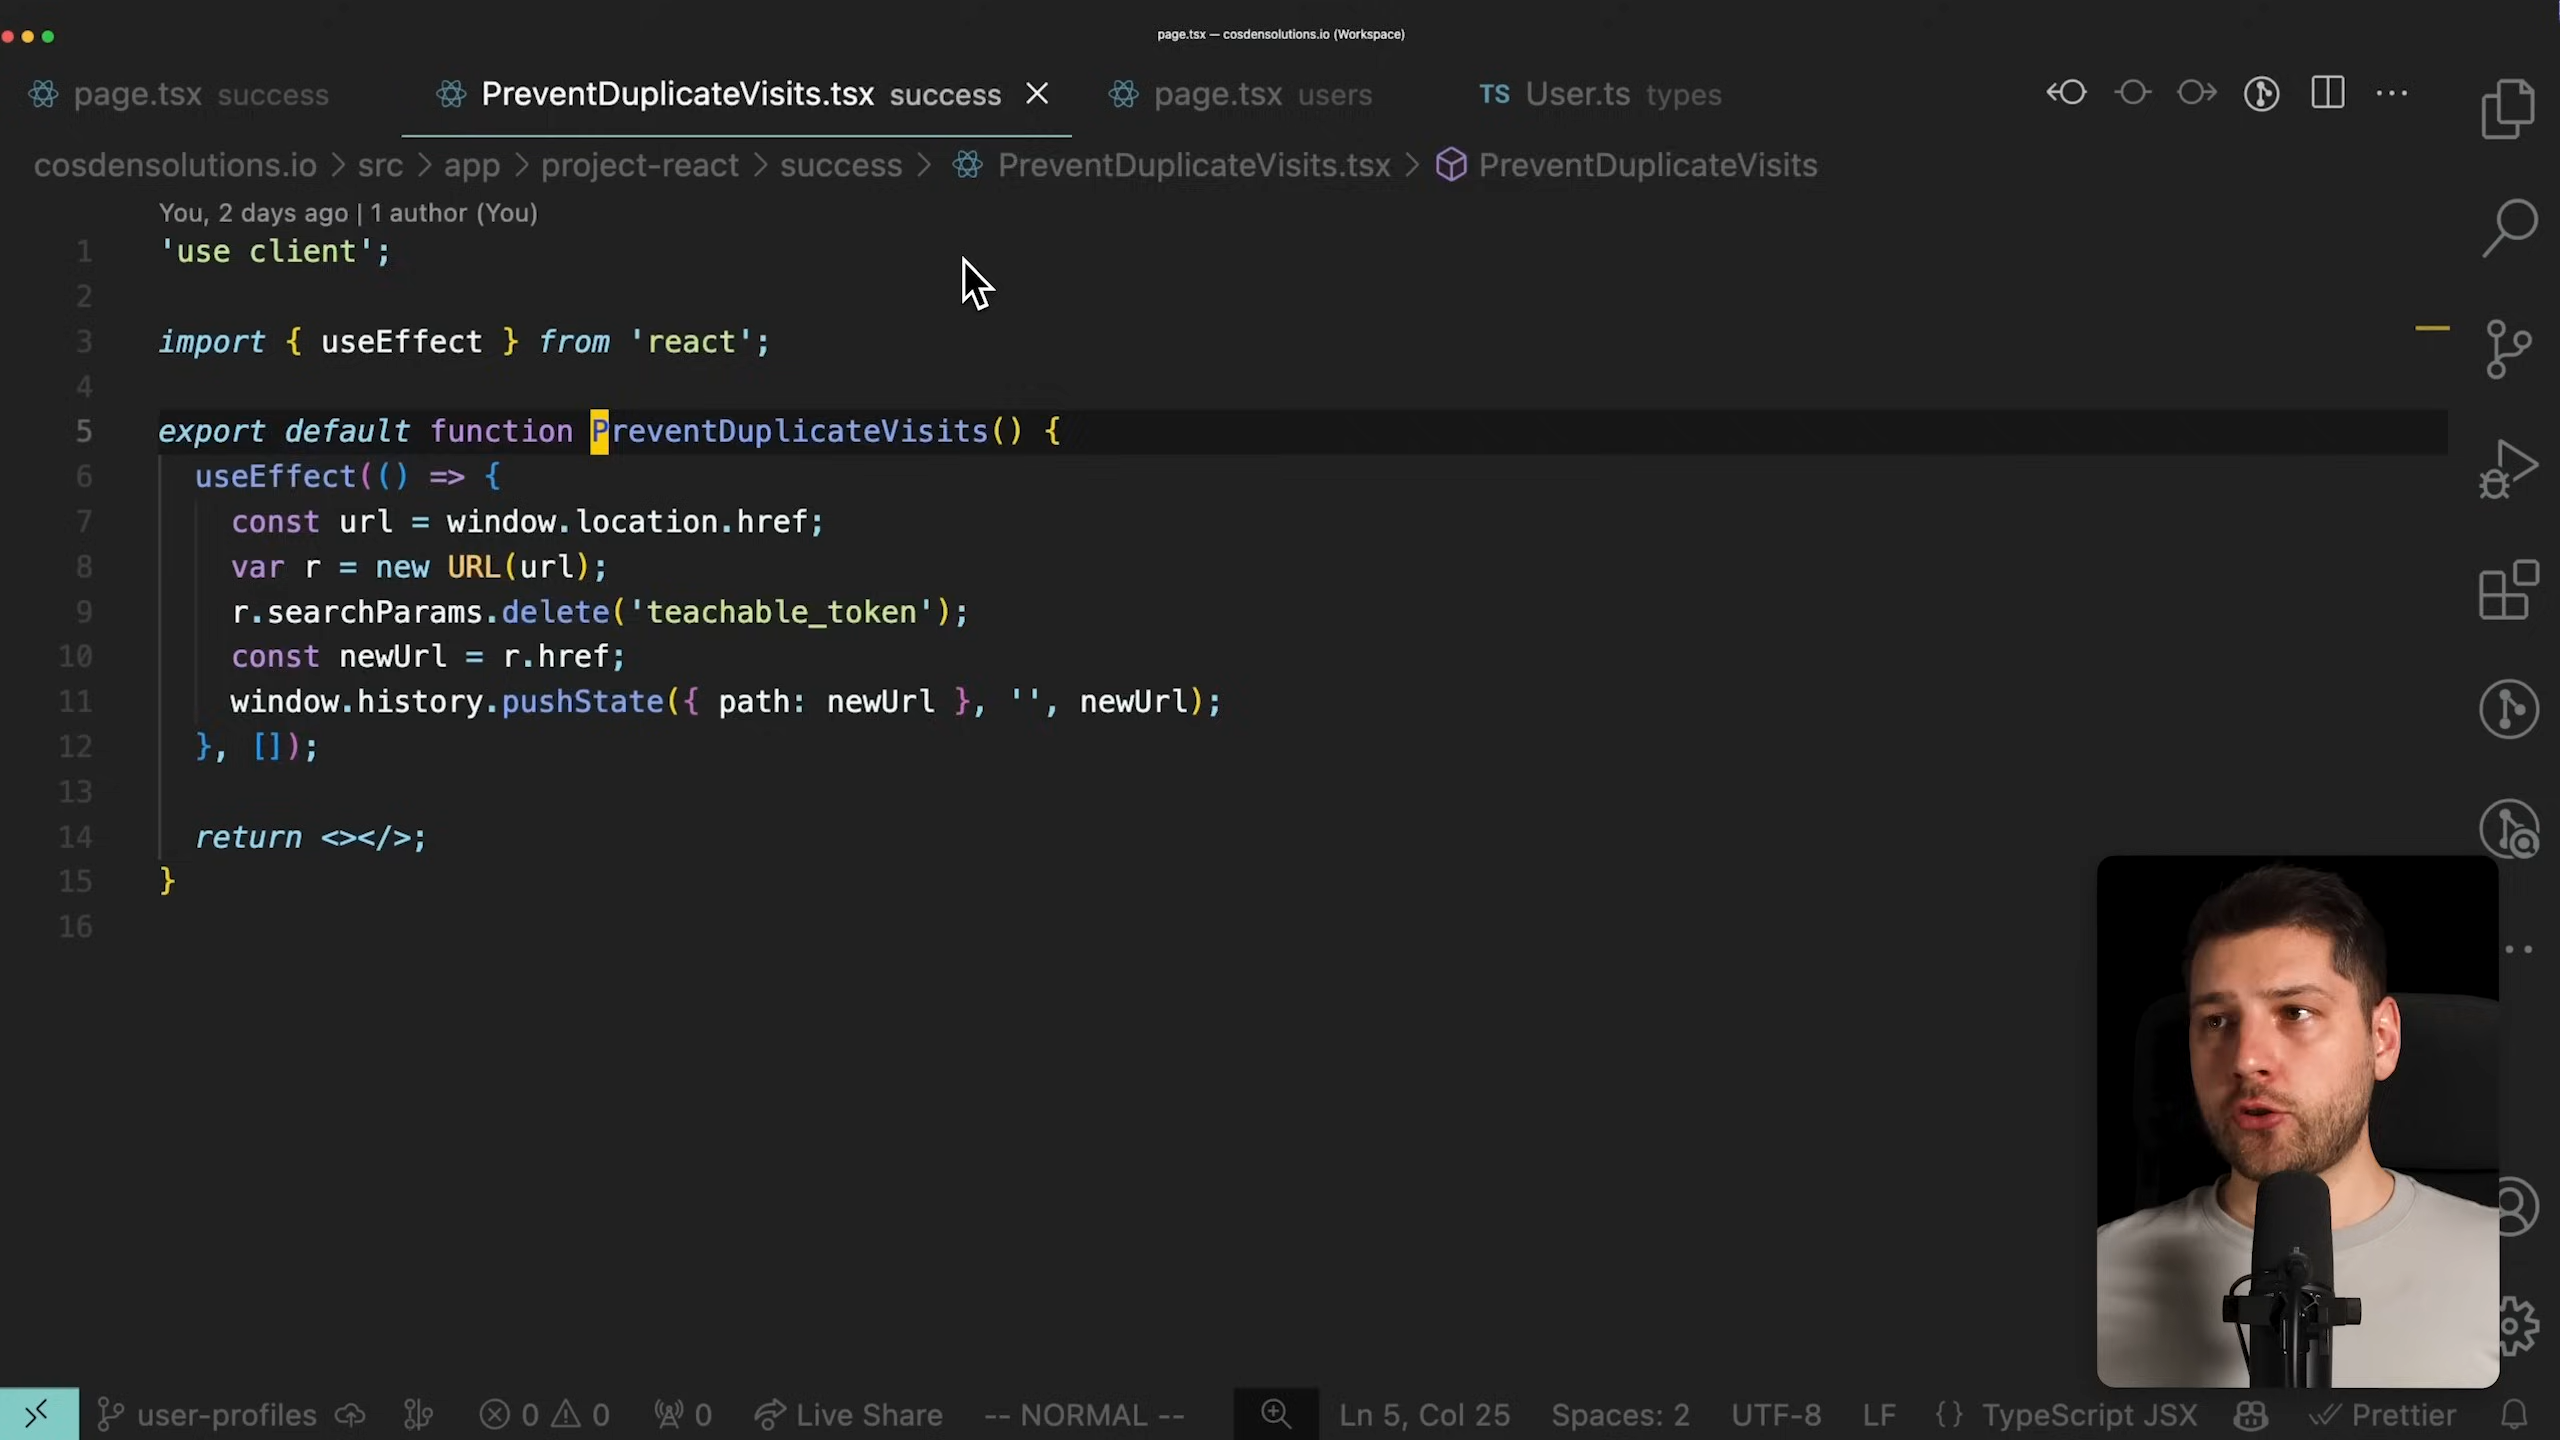 page.tsx — cosdensolutions.io (Workspace)
page.tsx success PreventDuplicateVisits.tsx success page.tsx users TS User.ts types
cosdensolutions.io > src > app > project-react > success > PreventDuplicateVisits.tsx > PreventDuplicateVisits
You, 2 days ago | 1 author (You)
1 'use client';
2
3 import { useEffect } from 'react';
4
5 export default function PreventDuplicateVisits() {
6 useEffect(() => {
7 const url = window.location.href;
8 var r = new URL(url);
9 r.searchParams.delete('teachable_token');
10 const newUrl = r.href;
11 window.history.pushState({ path: newUrl }, '', newUrl);
12 }, []);
13
14 return <></>;
15 }
16
user-profiles 0 0 0 Live Share -- NORMAL -- Ln 5, Col 25 Spaces: 2 UTF-8 LF {} TypeScript JSX Prettier